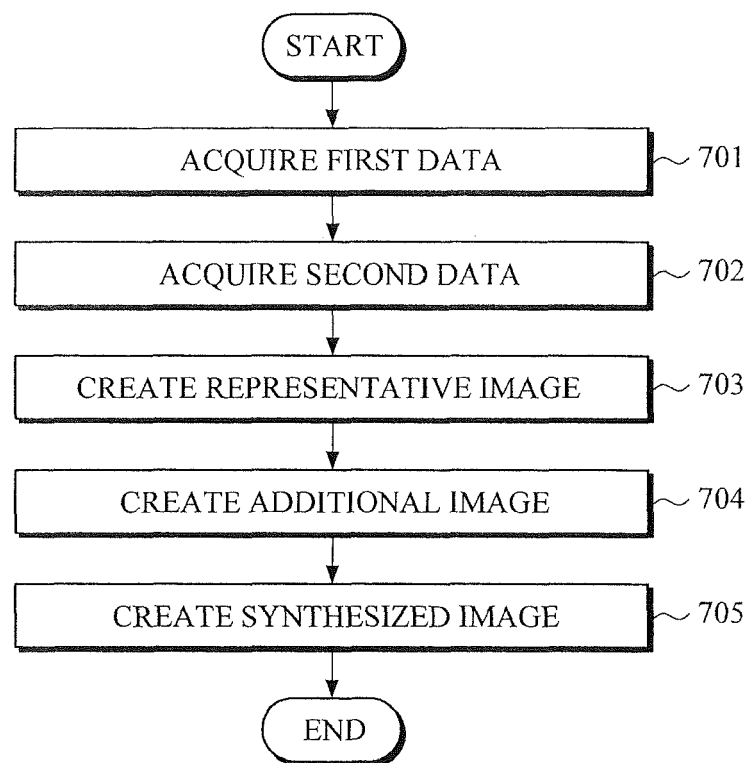 START
ACQUIRE FIRST DATA 701
ACQUIRE SECOND DATA 702
CREATE REPRESENTATIVE IMAGE 703
CREATE ADDITIONAL IMAGE 704
CREATE SYNTHESIZED IMAGE 705
END